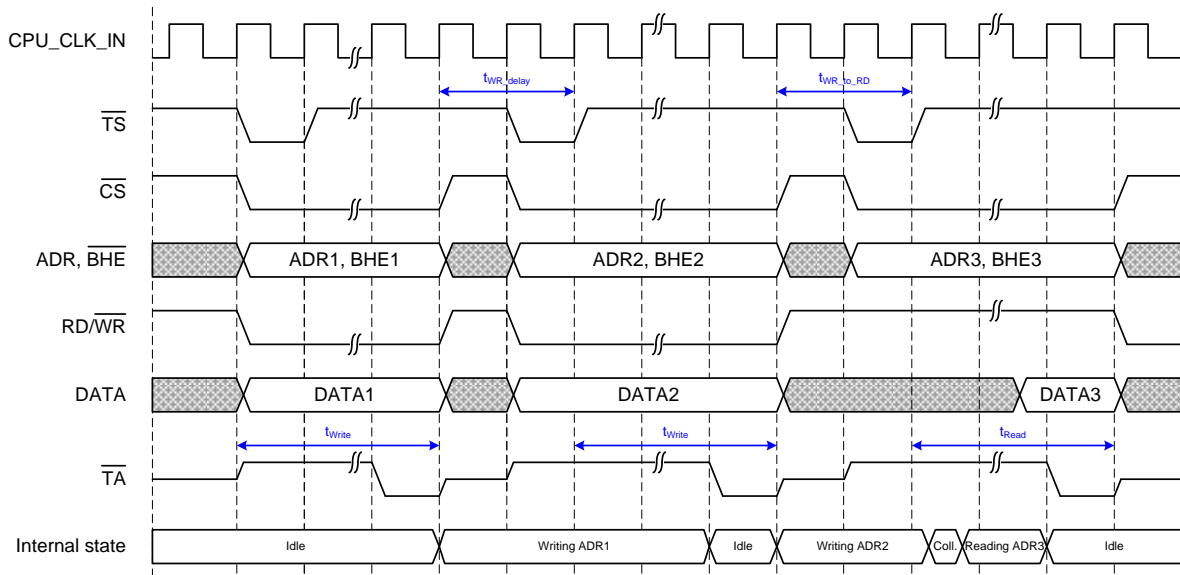 CPU_CLK_IN
tWR_delay tWR_to_RD
TS
CS
ADR, BHE ADR1, BHE1 ADR2, BHE2 ADR3, BHE3
RD/WR
DATA DATA1 DATA2 DATA3
tWrite tWrite tRead
TA
Internal state Idle Writing ADR1 Idle Writing ADR2 Coll. Reading ADR3 Idle